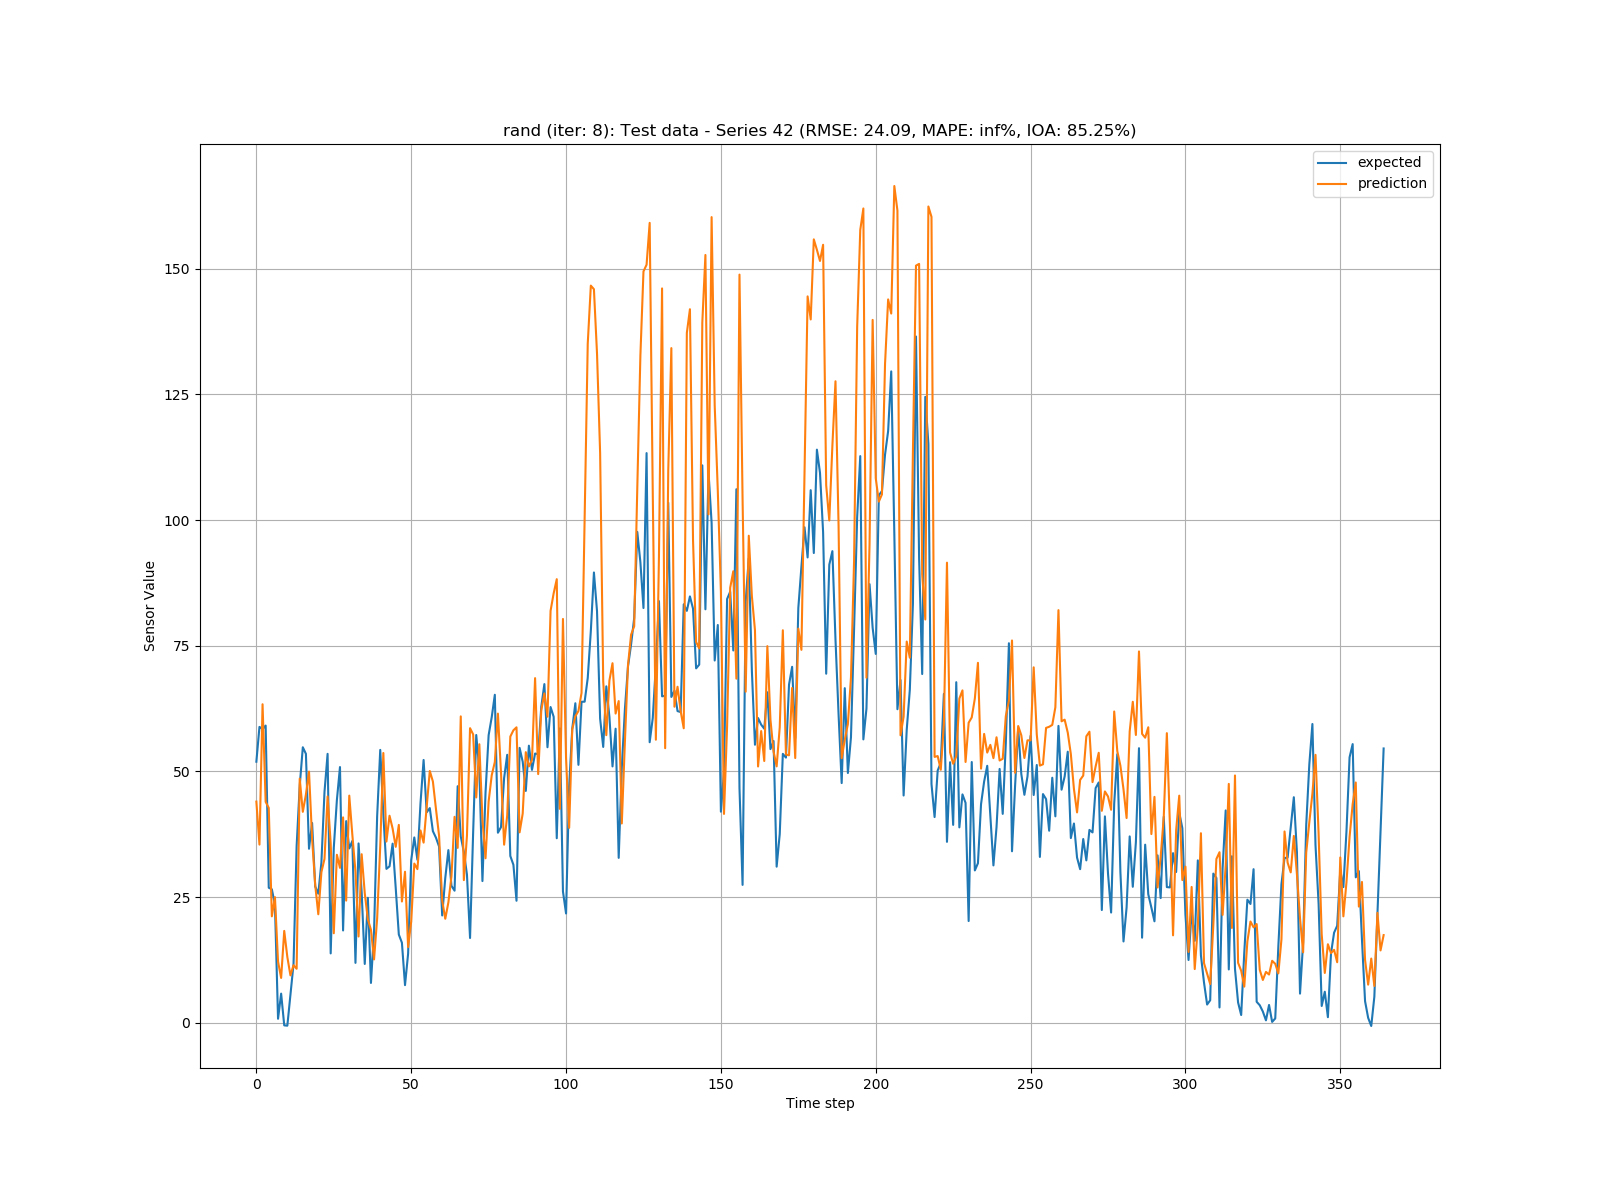 rand (iter: 8): Test data - Series 42 (RMSE: 24.09, MAPE: inf%, IOA: 85.25%)
expected
prediction
150
125
100
75
50
25
0
Sensor Value
0 50 100 150 200 250 300 350
Time step